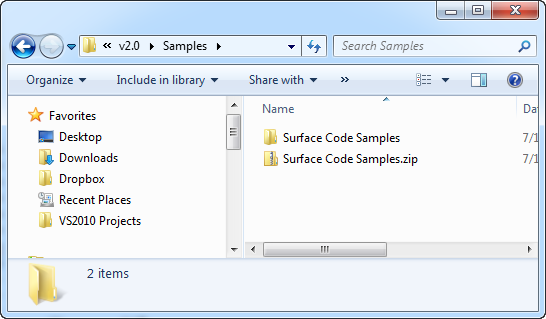 « v2.0 ▸ Samples ▸ Search Samples
Organize ▾ Include in library ▾ Share with ▾ »
Favorites
Desktop
Downloads
Dropbox
Recent Places
VS2010 Projects
Name Da
Surface Code Samples 7/1
Surface Code Samples.zip 7/1
2 items